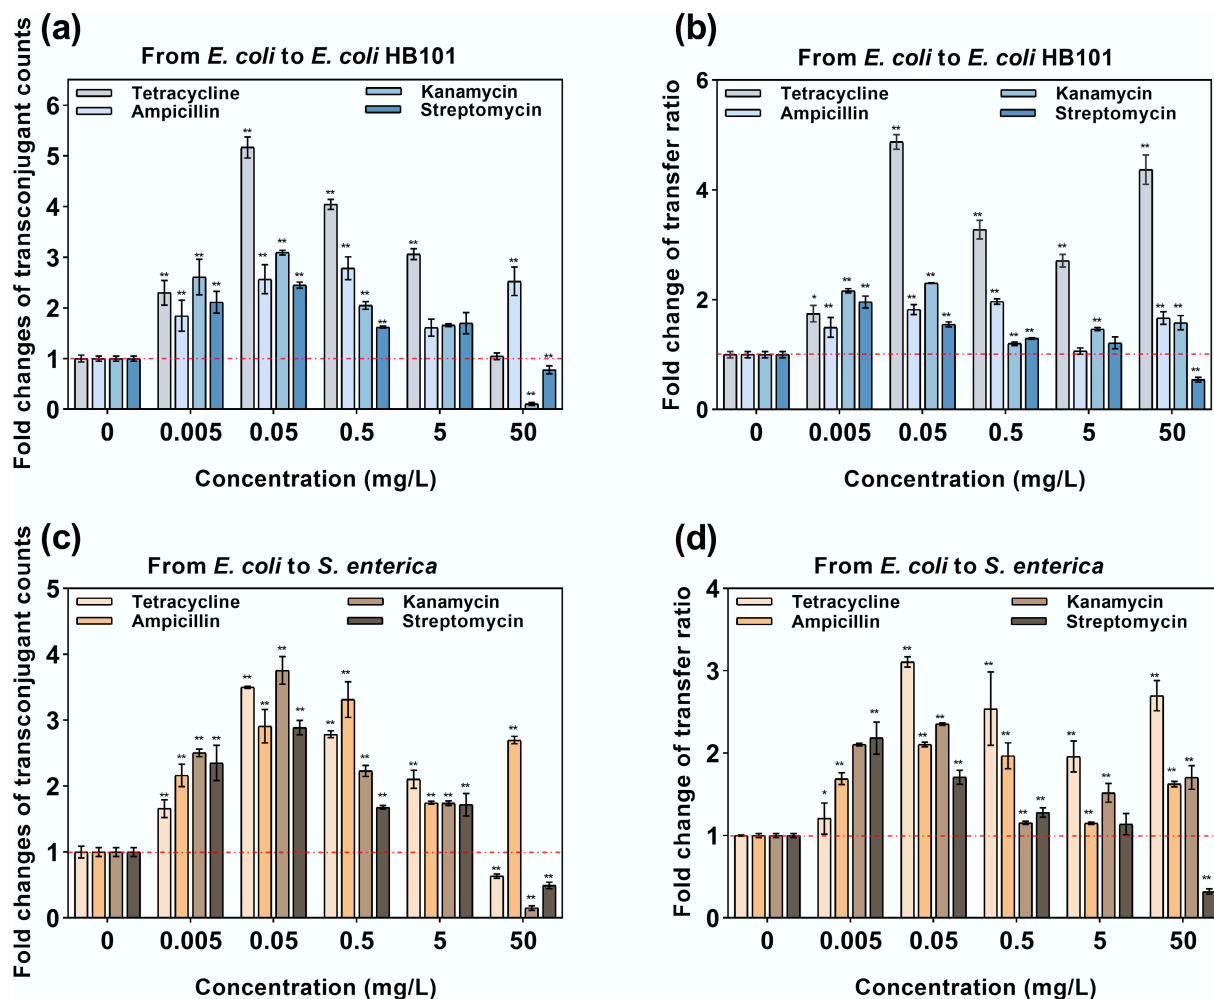 (a)
From E. coli to E. coli HB101
Fold changes of transconjugant counts
Tetracycline
Ampicillin
Kanamycin
Streptomycin
6
5
4
3
2
1
0
** ** ** ** ** ** ** ** ** ** ** ** ** ** ** **
0 0.005 0.05 0.5 5 50
Concentration (mg/L)
(b)
From E. coli to E. coli HB101
Fold change of transfer ratio
Tetracycline
Ampicillin
Kanamycin
Streptomycin
6
4
2
0
* ** ** ** ** ** ** ** ** ** ** ** ** ** ** ** ** **
0 0.005 0.05 0.5 5 50
Concentration (mg/L)
(c)
From E. coli to S. enterica
Fold changes of transconjugant counts
Tetracycline
Ampicillin
Kanamycin
Streptomycin
5
4
3
2
1
0
** ** ** ** ** ** ** ** ** ** ** ** ** ** ** ** ** ** ** **
0 0.005 0.05 0.5 5 50
Concentration (mg/L)
(d)
From E. coli to S. enterica
Fold change of transfer ratio
Tetracycline
Ampicillin
Kanamycin
Streptomycin
4
3
2
1
0
* ** ** ** ** ** ** ** ** ** ** ** ** ** ** ** ** **
0 0.005 0.05 0.5 5 50
Concentration (mg/L)